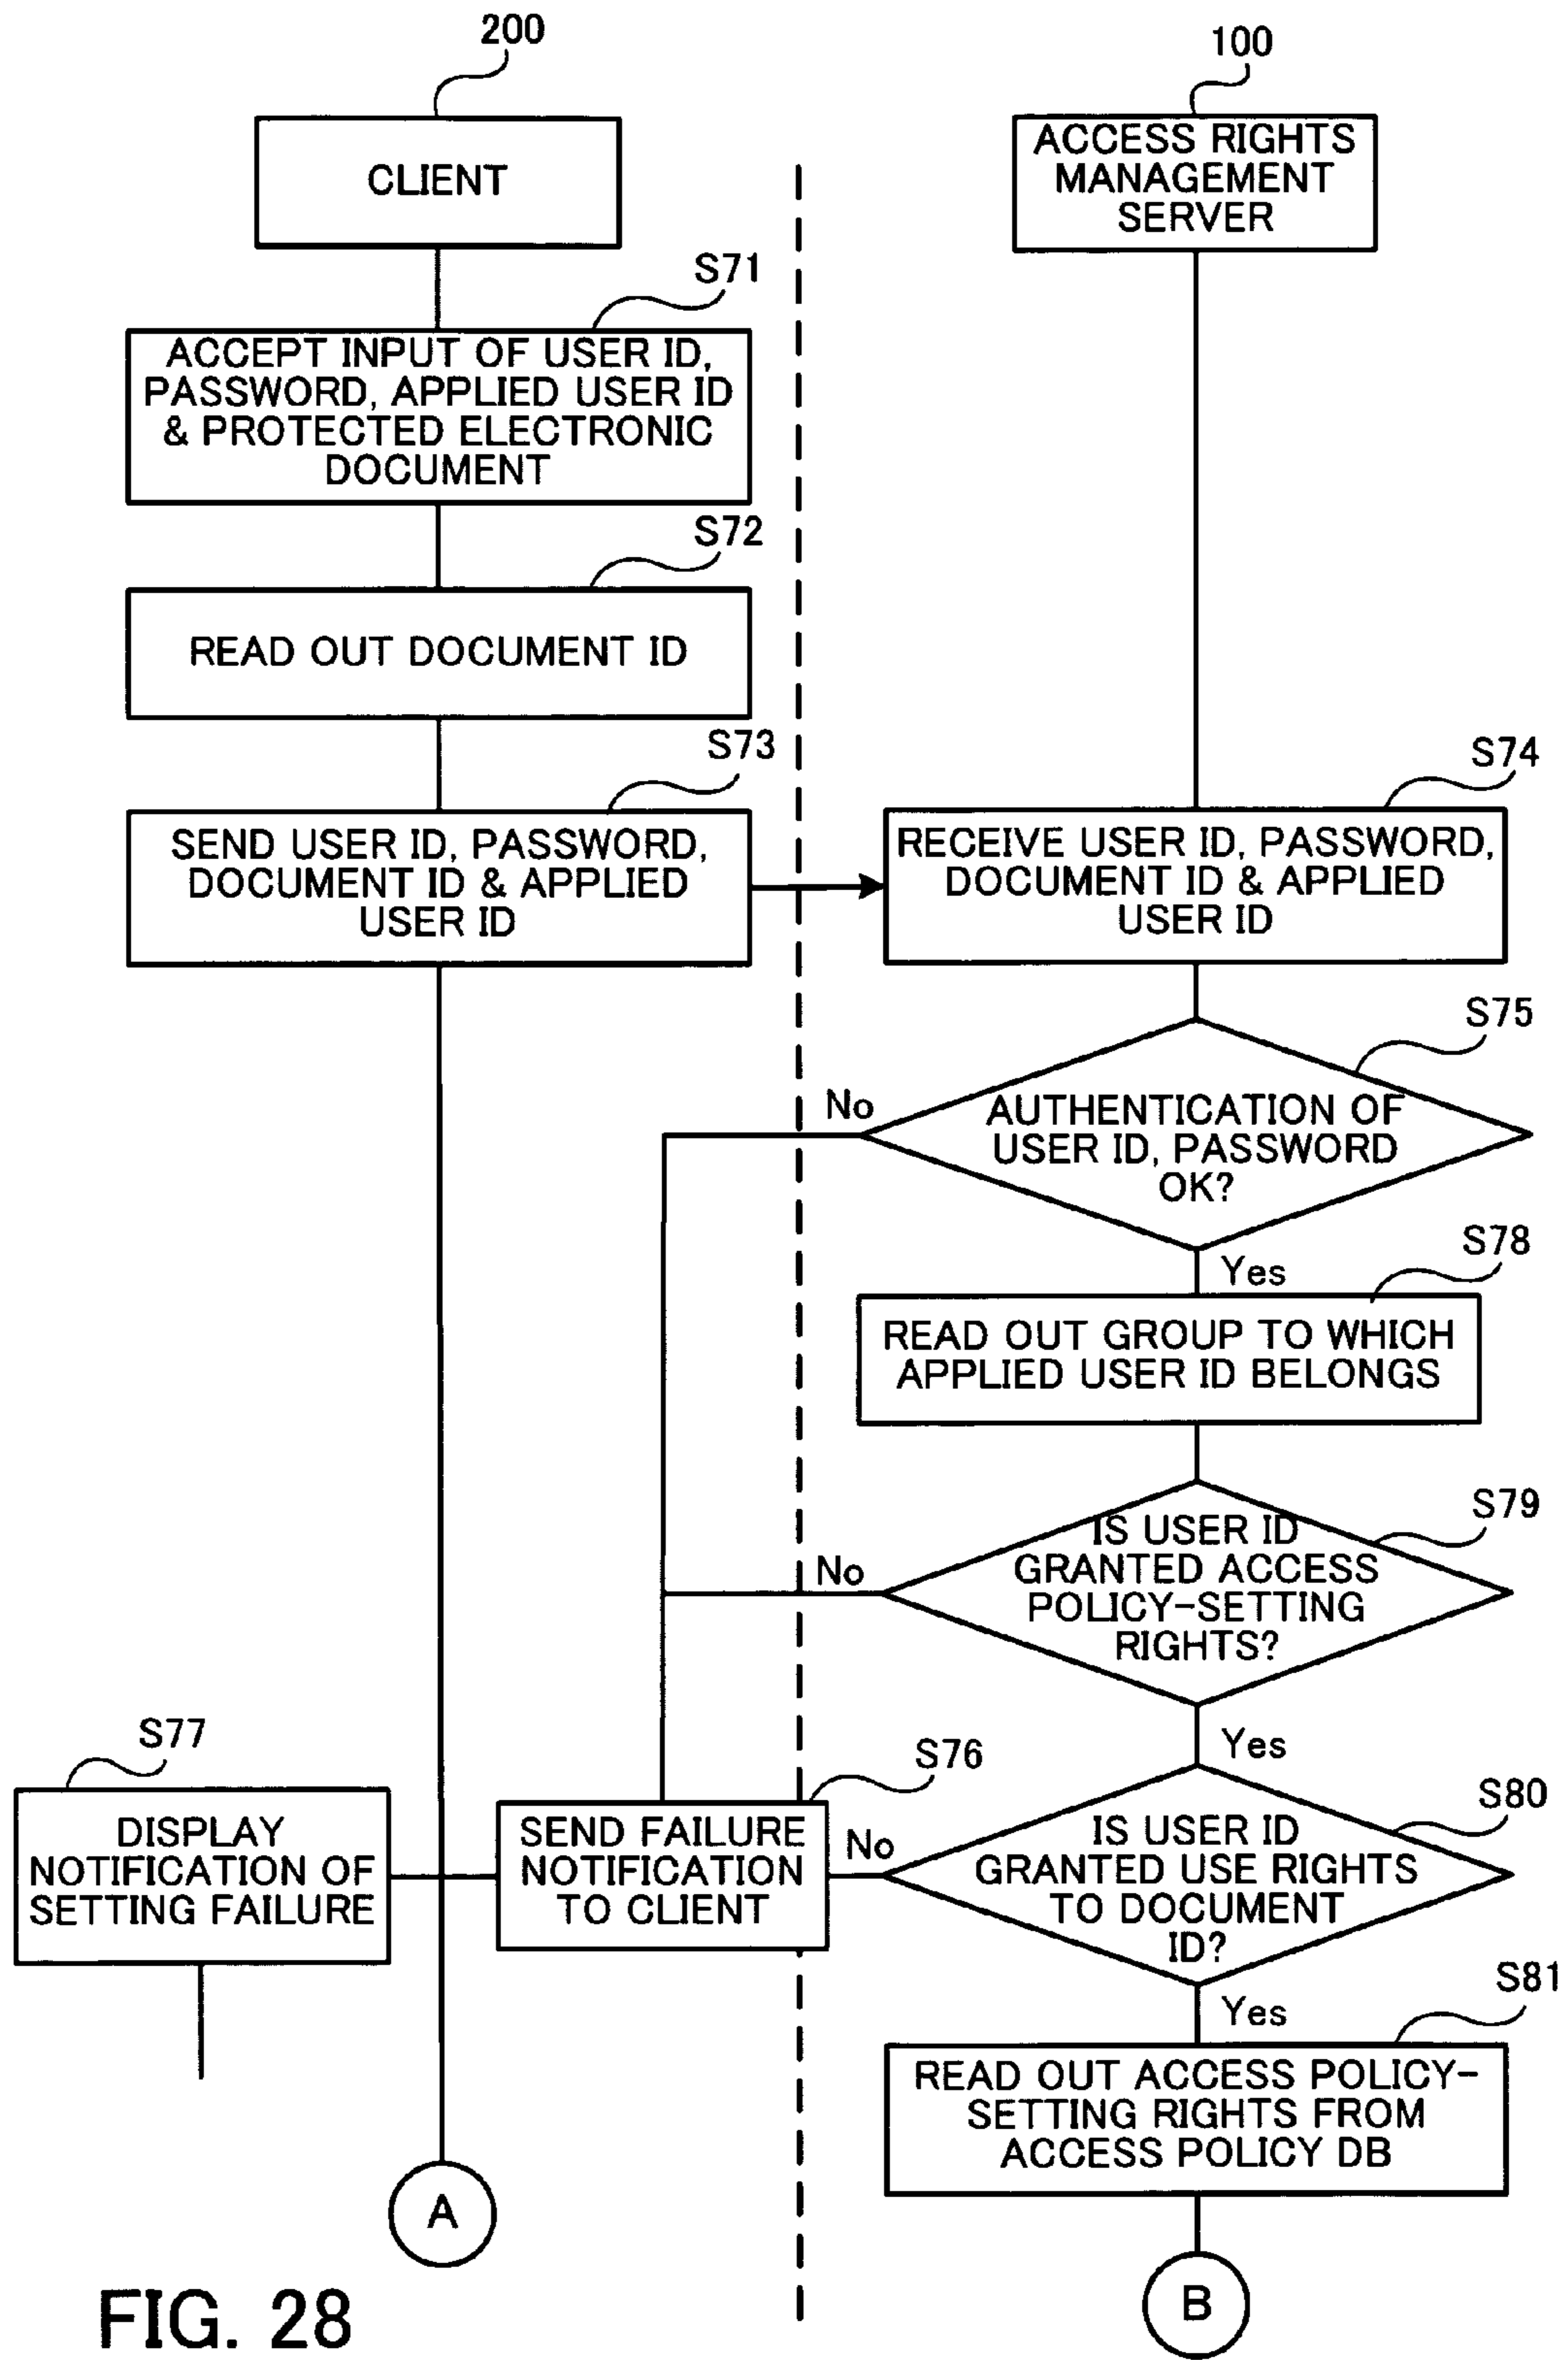 200
100
CLIENT
ACCESS RIGHTS
MANAGEMENT
SERVER
S71
ACCEPT INPUT OF USER ID,
PASSWORD, APPLIED USER ID
& PROTECTED ELECTRONIC
DOCUMENT
S72
READ OUT DOCUMENT ID
S73
SEND USER ID, PASSWORD,
DOCUMENT ID & APPLIED
USER ID
S74
RECEIVE USER ID, PASSWORD,
DOCUMENT ID & APPLIED
USER ID
S75
No
AUTHENTICATION OF
USER ID, PASSWORD
OK?
Yes
S78
READ OUT GROUP TO WHICH
APPLIED USER ID BELONGS
S79
No
IS USER ID
GRANTED ACCESS
POLICY-SETTING
RIGHTS?
Yes
S77
DISPLAY
NOTIFICATION OF
SETTING FAILURE
S76
SEND FAILURE
NOTIFICATION
TO CLIENT
No
S80
IS USER ID
GRANTED USE RIGHTS
TO DOCUMENT
ID?
Yes
S81
READ OUT ACCESS POLICY-
SETTING RIGHTS FROM
ACCESS POLICY DB
A
B
FIG. 28